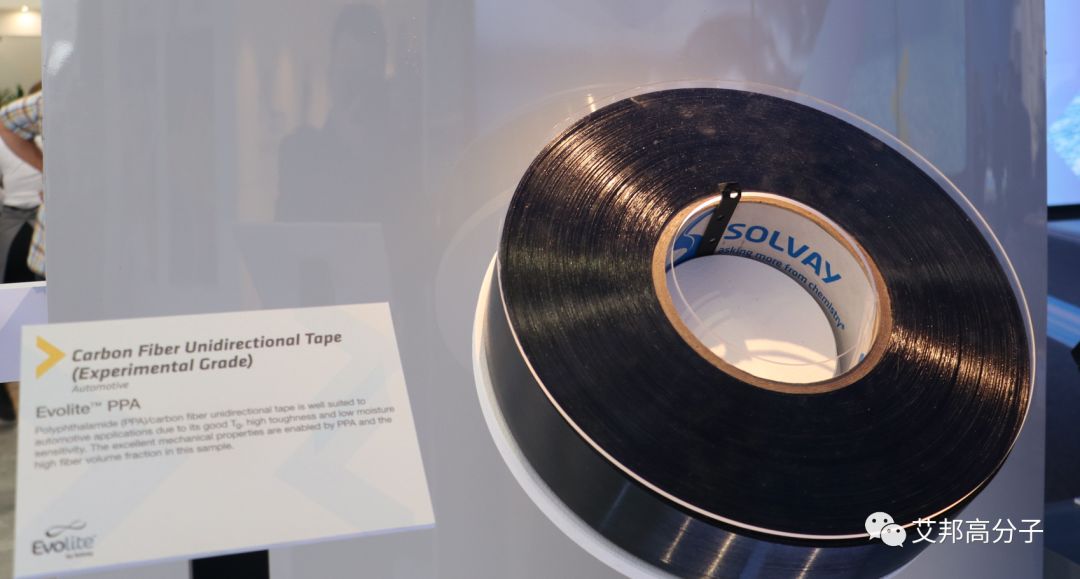 Carbon Fiber Unidirectional Tape
(Experimental Grade)
Automotive
Evolite™ PPA
Polyphthalamide (PPA)/carbon fiber unidirectional tape is well suited to
automotive applications due to its good Tg, high toughness and low moisture
sensitivity. The excellent mechanical properties are enabled by PPA and the
high fiber volume fraction in this sample.
Evolite™
by Solvay
SOLVAY
asking more from chemistry®
艾邦高分子